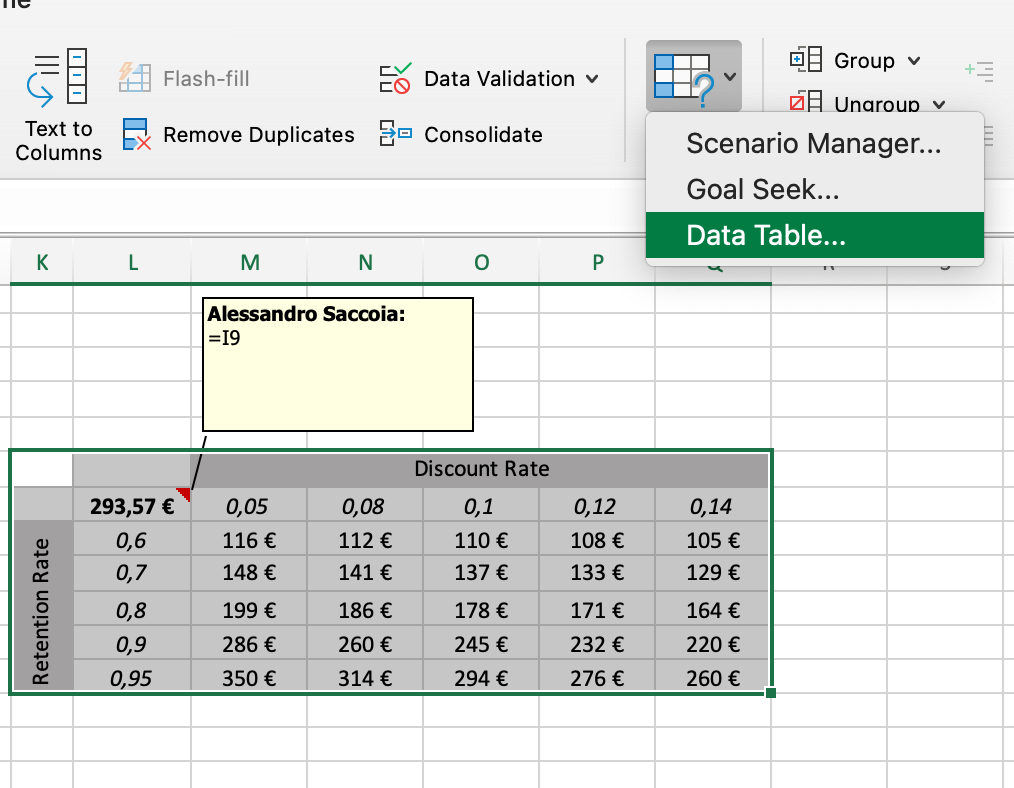 Text to
Columns
Flash-fill
Remove Duplicates
Data Validation
Consolidate
Group
Ungroup
Scenario Manager...
Goal Seek...
Data Table...
K L M N O P
Alessandro Saccoia:
=I9
Discount Rate
293,57 € 0,05 0,08 0,1 0,12 0,14
Retention Rate
0,6 116 € 112 € 110 € 108 € 105 €
0,7 148 € 141 € 137 € 133 € 129 €
0,8 199 € 186 € 178 € 171 € 164 €
0,9 286 € 260 € 245 € 232 € 220 €
0,95 350 € 314 € 294 € 276 € 260 €